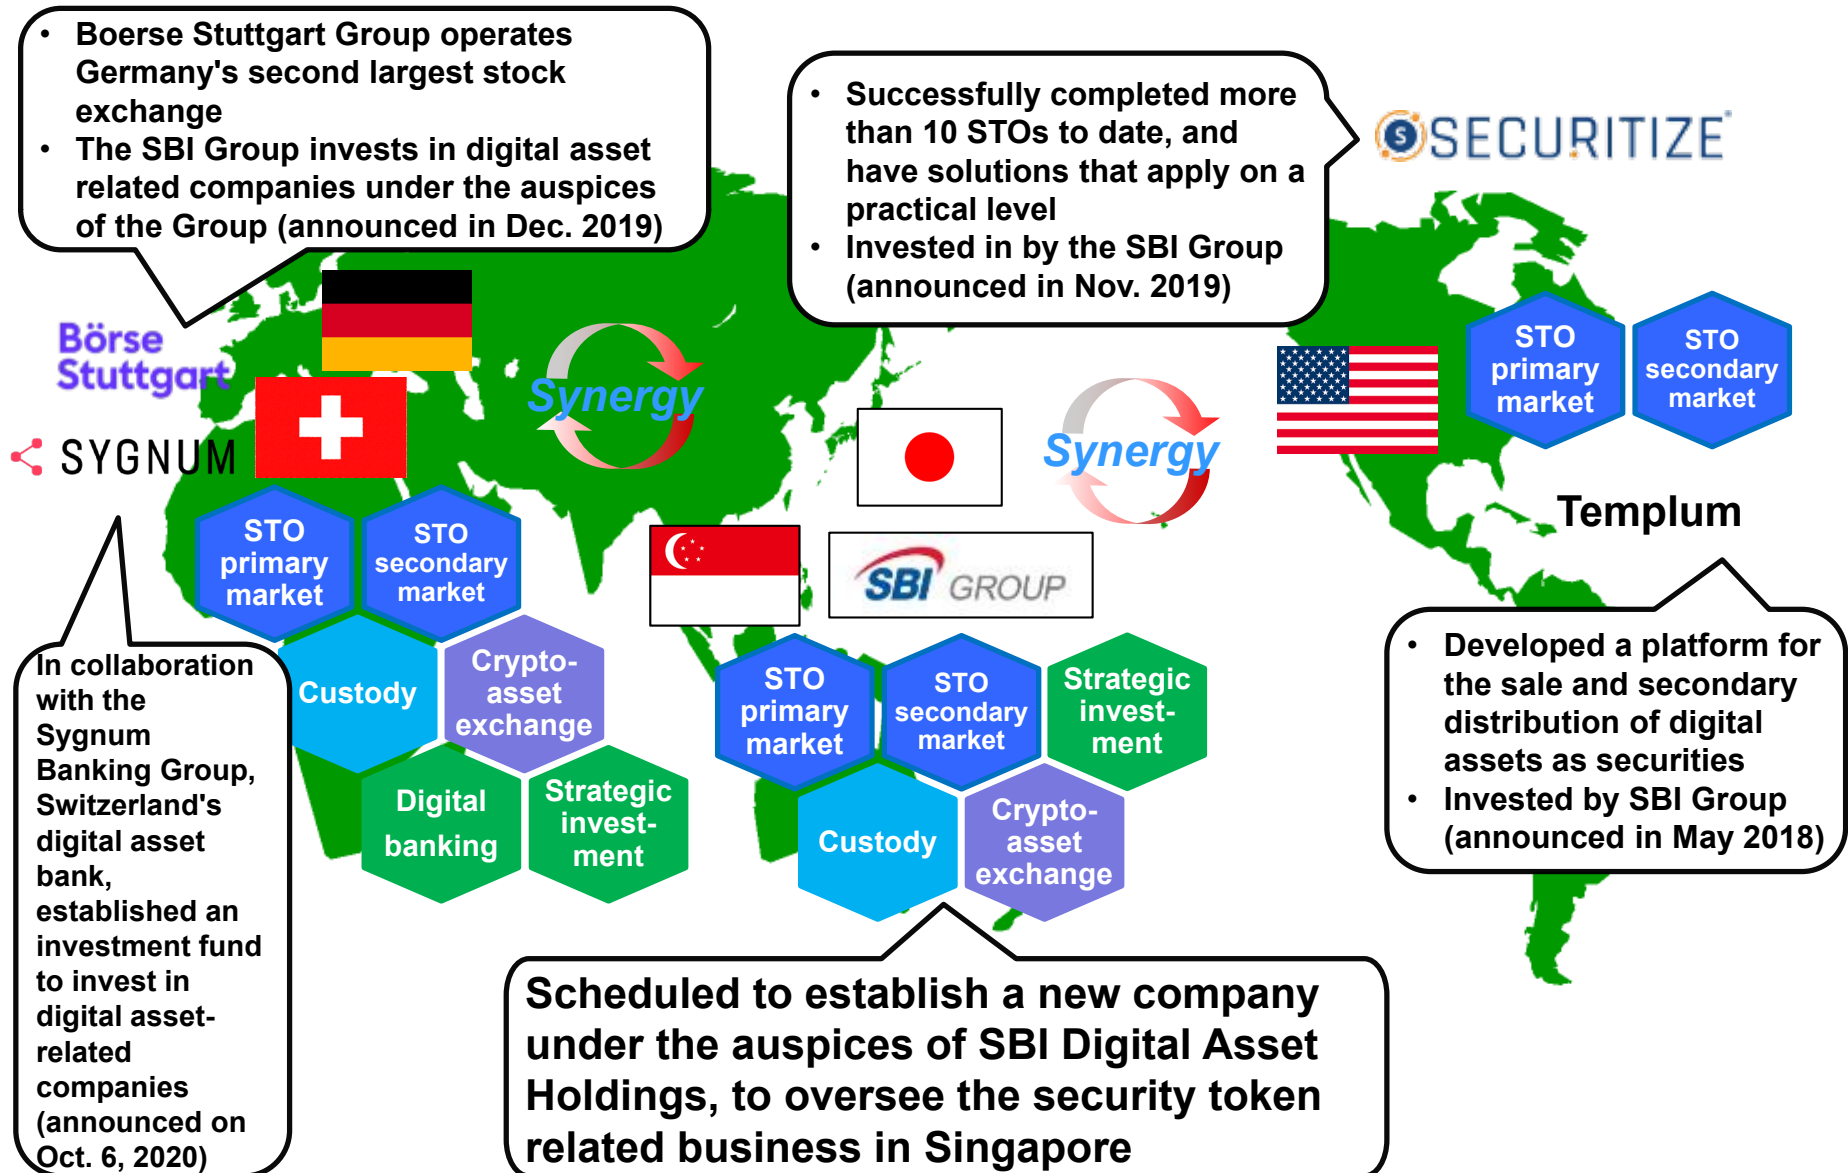 • Boerse Stuttgart Group operates
Germany's second largest stock
exchange
• The SBI Group invests in digital asset
related companies under the auspices
of the Group (announced in Dec. 2019)
• Successfully completed more
than 10 STOs to date, and
have solutions that apply on a
practical level
• Invested in by the SBI Group
(announced in Nov. 2019)
S SECURITIZE
Börse
Stuttgart
SYGNUM
Synergy
Synergy
STO
primary
market
STO
secondary
market
Templum
SBI GROUP
STO
primary
market
STO
secondary
market
Custody
Crypto-
asset
exchange
Digital
banking
Strategic
invest-
ment
STO
primary
market
STO
secondary
market
Strategic
invest-
ment
Custody
Crypto-
asset
exchange
In collaboration
with the
Sygnum
Banking Group,
Switzerland's
digital asset
bank,
established an
investment fund
to invest in
digital asset-
related
companies
(announced on
Oct. 6, 2020)
• Developed a platform for
the sale and secondary
distribution of digital
assets as securities
• Invested by SBI Group
(announced in May 2018)
Scheduled to establish a new company
under the auspices of SBI Digital Asset
Holdings, to oversee the security token
related business in Singapore